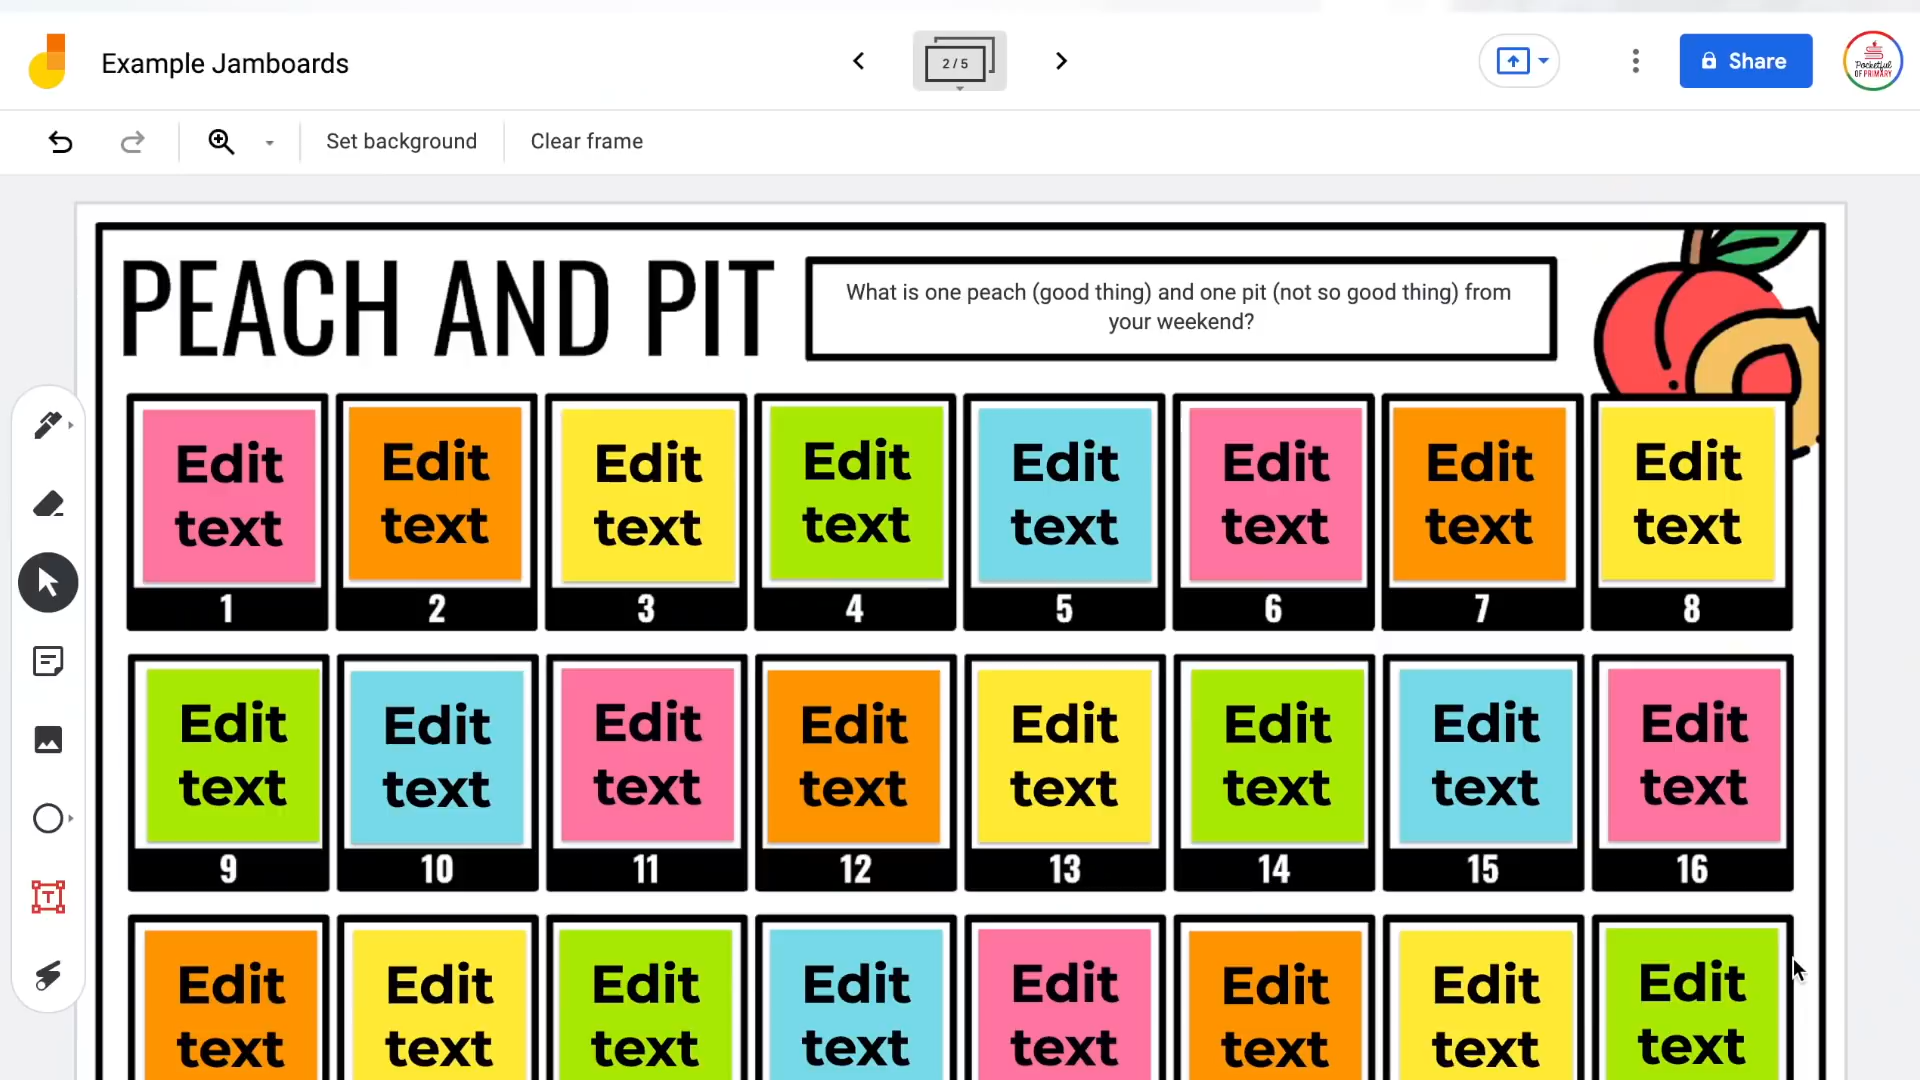 Example Jamboards
2 / 5
Share
Pocketful
OF PRIMARY
Set background
Clear frame
PEACH AND PIT
What is one peach (good thing) and one pit (not so good thing) from
your weekend?
Edit
text
Edit
text
Edit
text
Edit
text
Edit
text
Edit
text
Edit
text
Edit
text
1
2
3
4
5
6
7
8
Edit
text
Edit
text
Edit
text
Edit
text
Edit
text
Edit
text
Edit
text
Edit
text
9
10
11
12
13
14
15
16
Edit
text
Edit
text
Edit
text
Edit
text
Edit
text
Edit
text
Edit
text
Edit
text
T